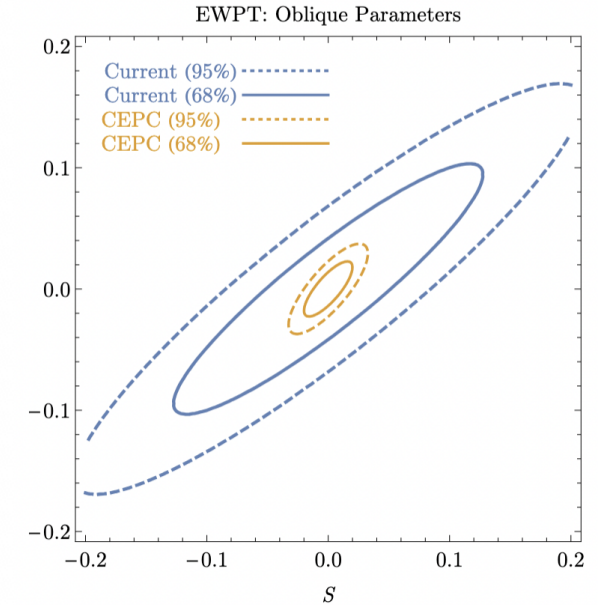 EWPT: Oblique Parameters
0.2
Current (95%)
Current (68%)
CEPC (95%)
CEPC (68%)
0.1
0.0
−0.1
−0.2
−0.2 −0.1 0.0 0.1 0.2
S